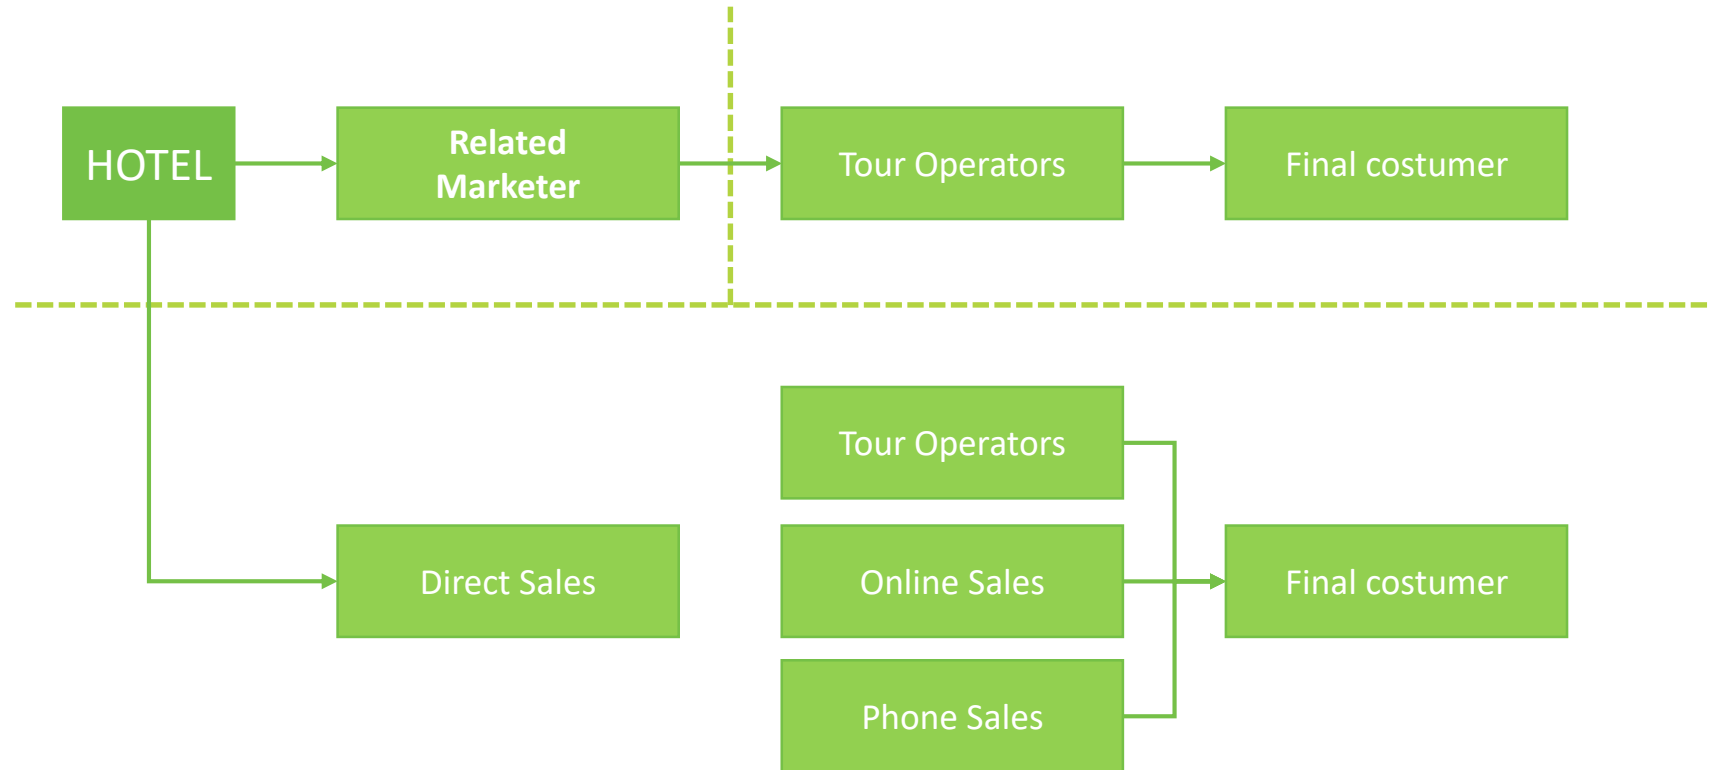 HOTEL
Related
Marketer
Tour Operators
Final costumer
Tour Operators
Direct Sales
Online Sales
Final costumer
Phone Sales